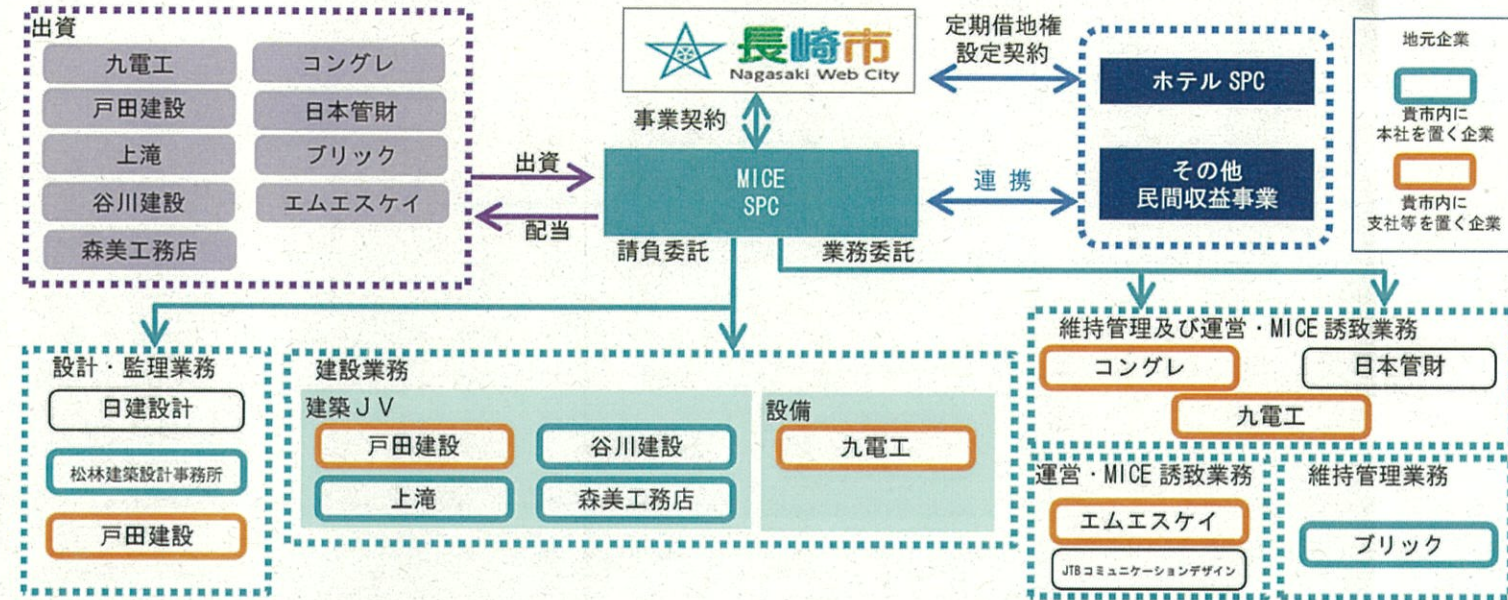 出資
九電工
コングレ
戸田建設
日本管財
上滝
ブリック
谷川建設
エムエスケイ
森美工務店
長崎市
Nagasaki Web City
定期借地権
設定契約
事業契約
出資
配当
MICE
SPC
連携
ホテル SPC
その他
民間収益事業
地元企業
貴市内に
本社を置く企業
貴市内に
支社等を置く企業
請負委託
業務委託
設計・監理業務
日建設計
松林建築設計事務所
戸田建設
建設業務
建築JV
戸田建設
谷川建設
上滝
森美工務店
設備
九電工
維持管理及び運営・MICE 誘致業務
コングレ
日本管財
九電工
運営・MICE 誘致業務
エムエスケイ
JTBコミュニケーションデザイン
維持管理業務
ブリック